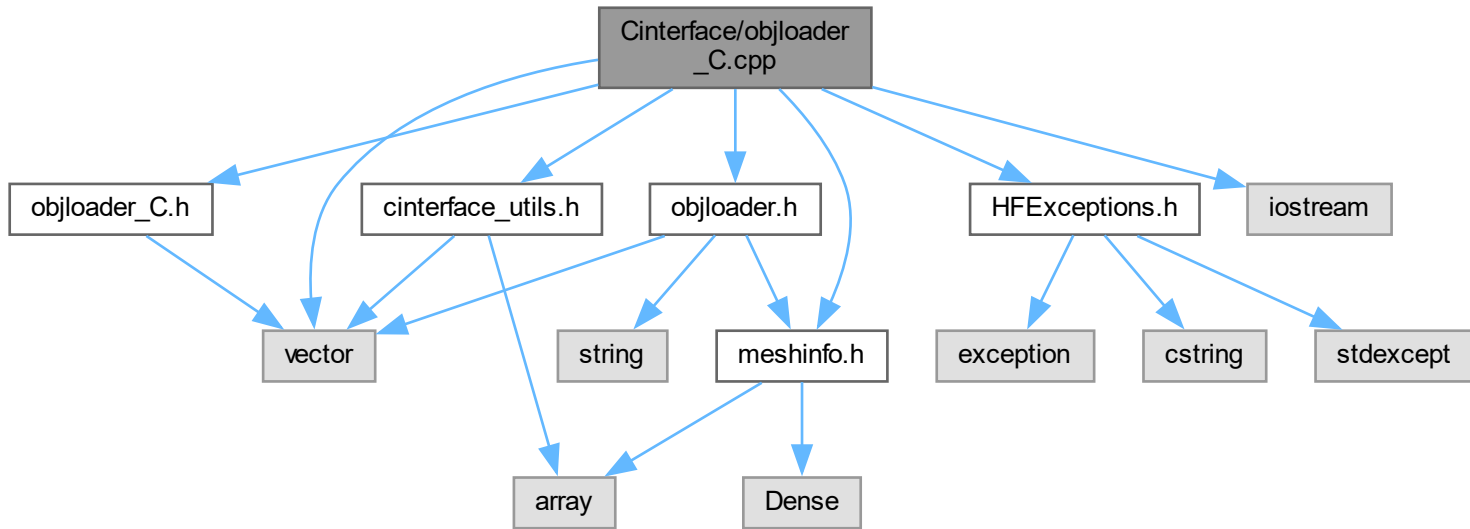 Cinterface/objloader
_C.cpp
objloader_C.h
cinterface_utils.h
objloader.h
HFExceptions.h
iostream
vector
string
meshinfo.h
exception
cstring
stdexcept
array
Dense